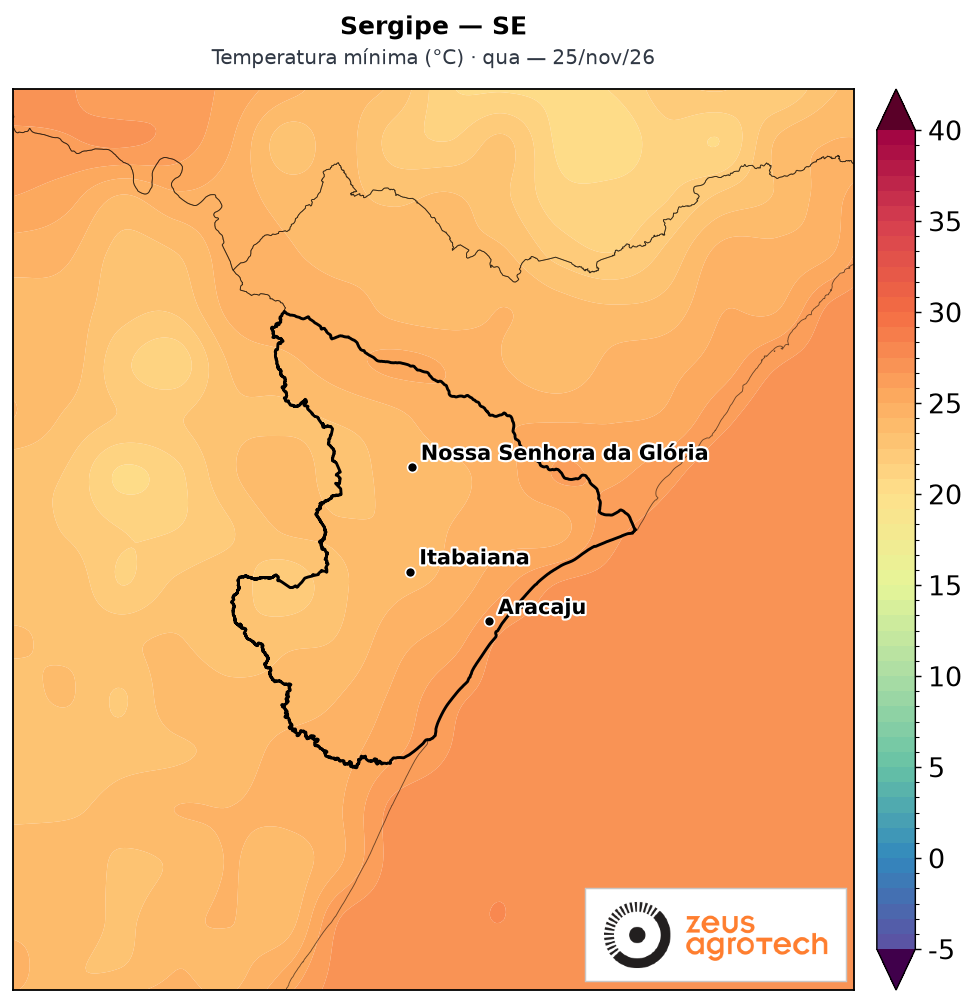 Sergipe — SE
Temperatura mínima (°C) · qua — 25/nov/26
40
35
30
25
20
15
10
5
0
-5
Nossa Senhora da Glória
Itabaiana
Aracaju
zeus
agrotech